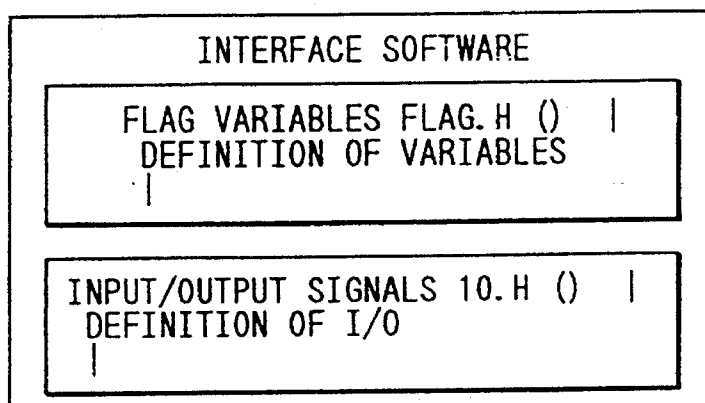 INTERFACE SOFTWARE
FLAG VARIABLES FLAG.H () |
DEFINITION OF VARIABLES
|
INPUT/OUTPUT SIGNALS 10.H () |
DEFINITION OF I/O
|